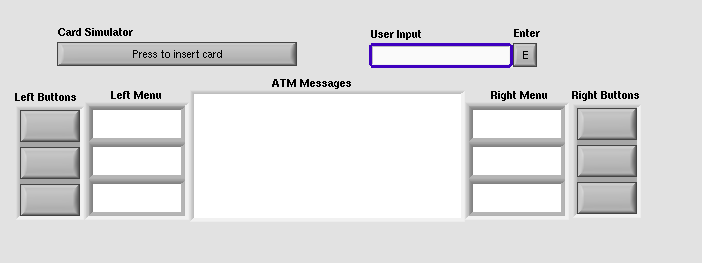 Card Simulator
Press to insert card
User Input
Enter
E
ATM Messages
Left Buttons
Left Menu
Right Menu
Right Buttons